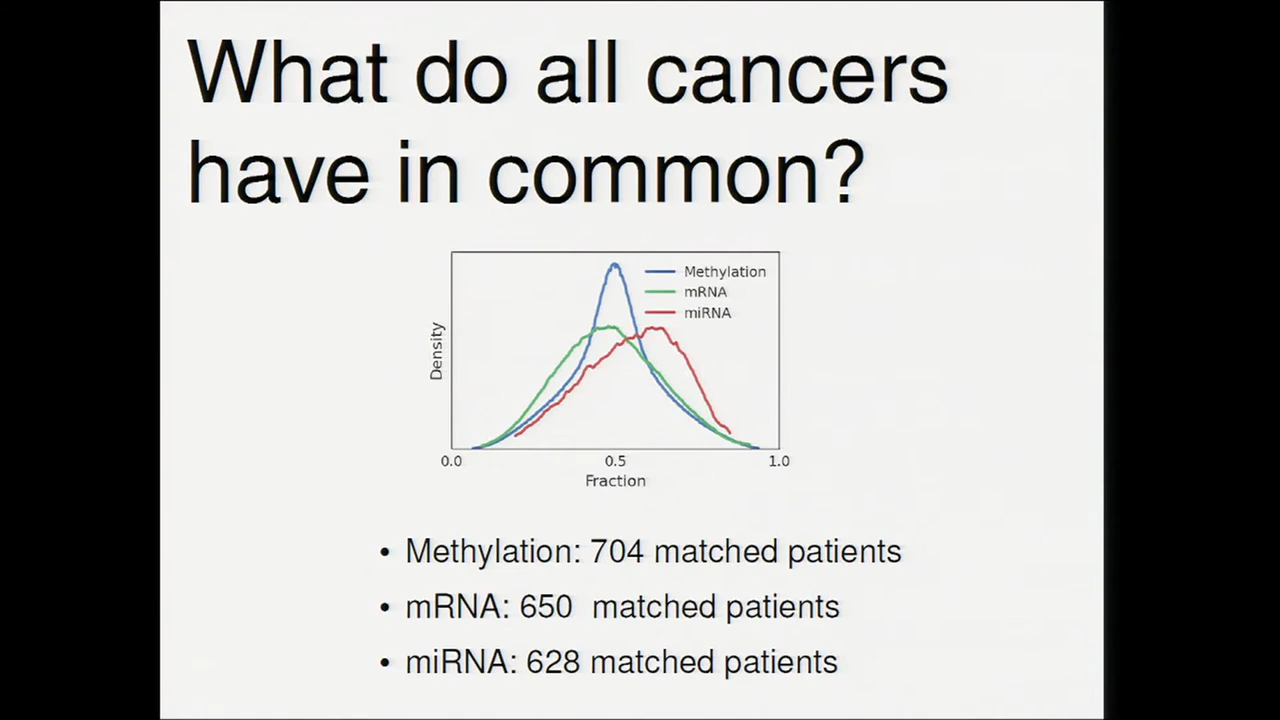 What do all cancers
have in common?
Methylation
mRNA
miRNA
Density
0.0 0.5 1.0
Fraction
• Methylation: 704 matched patients
• mRNA: 650 matched patients
• miRNA: 628 matched patients